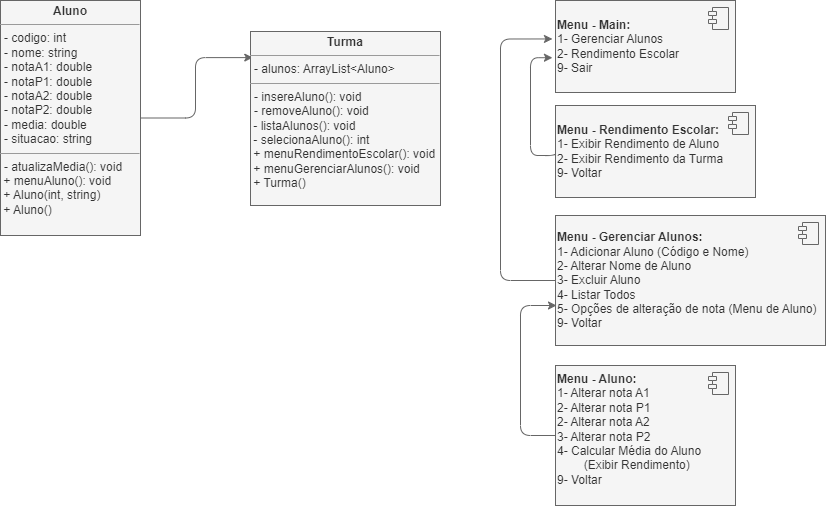 Aluno
- codigo: int
- nome: string
- notaA1: double
- notaP1: double
- notaA2: double
- notaP2: double
- media: double
- situacao: string
- atualizaMedia(): void
+ menuAluno(): void
+ Aluno(int, string)
+ Aluno()
Turma
- alunos: ArrayList<Aluno>
- insereAluno(): void
- removeAluno(): void
- listaAlunos(): void
- selecionaAluno(): int
+ menuRendimentoEscolar(): void
+ menuGerenciarAlunos(): void
+ Turma()
Menu - Main:
1- Gerenciar Alunos
2- Rendimento Escolar
9- Sair
Menu - Rendimento Escolar:
1- Exibir Rendimento de Aluno
2- Exibir Rendimento da Turma
9- Voltar
Menu - Gerenciar Alunos:
1- Adicionar Aluno (Código e Nome)
2- Alterar Nome de Aluno
3- Excluir Aluno
4- Listar Todos
5- Opções de alteração de nota (Menu de Aluno)
9- Voltar
Menu - Aluno:
1- Alterar nota A1
2- Alterar nota P1
2- Alterar nota A2
3- Alterar nota P2
4- Calcular Média do Aluno
(Exibir Rendimento)
9- Voltar